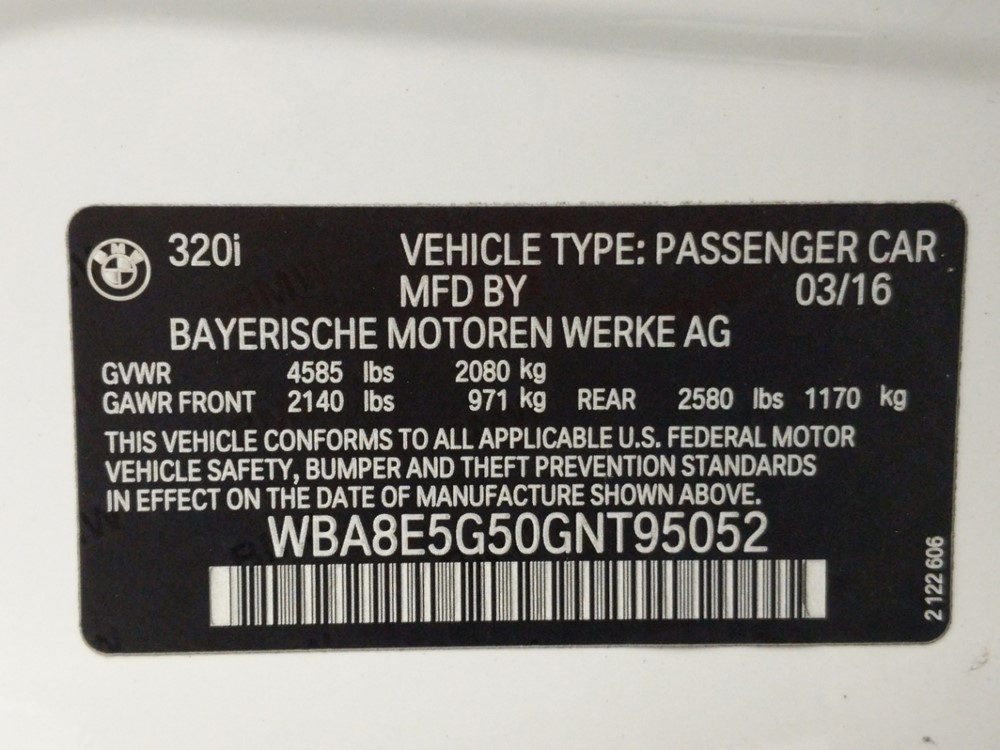 BMW 320i VEHICLE TYPE: PASSENGER CAR
MFD BY 03/16
BAYERISCHE MOTOREN WERKE AG
GVWR 4585 lbs 2080 kg
GAWR FRONT 2140 lbs 971 kg REAR 2580 lbs 1170 kg
THIS VEHICLE CONFORMS TO ALL APPLICABLE U.S. FEDERAL MOTOR
VEHICLE SAFETY, BUMPER AND THEFT PREVENTION STANDARDS
IN EFFECT ON THE DATE OF MANUFACTURE SHOWN ABOVE.
WBA8E5G50GNT95052
2 122 606